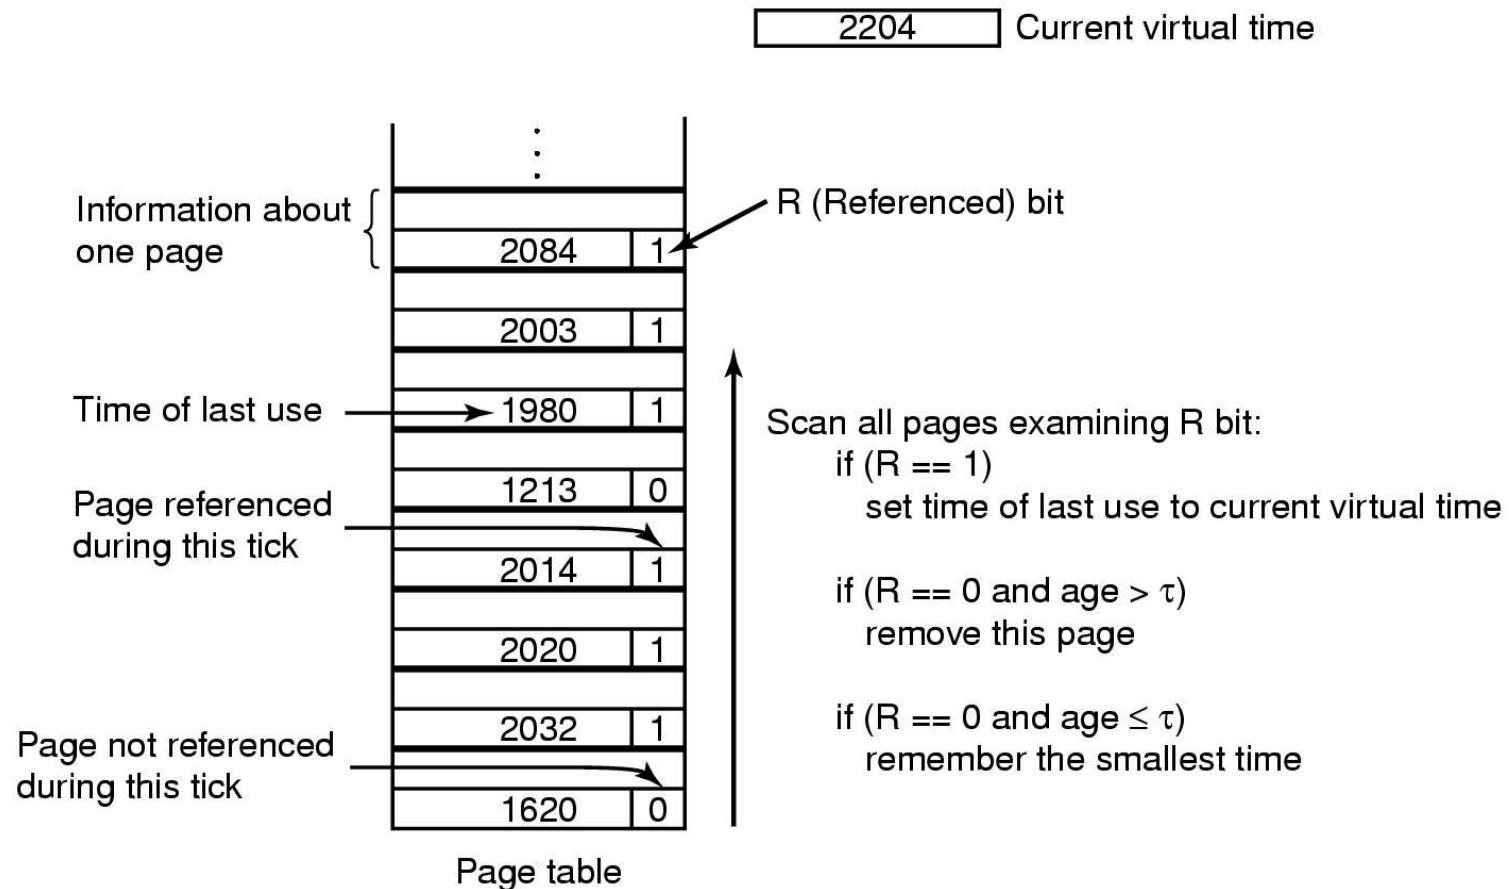 2204 Current virtual time
Information about
one page
R (Referenced) bit
2084 1
2003 1
Time of last use
1980 1
1213 0
Page referenced
during this tick
2014 1
2020 1
2032 1
Page not referenced
during this tick
1620 0
Page table
Scan all pages examining R bit:
if (R == 1)
set time of last use to current virtual time
if (R == 0 and age > τ)
remove this page
if (R == 0 and age ≤ τ)
remember the smallest time